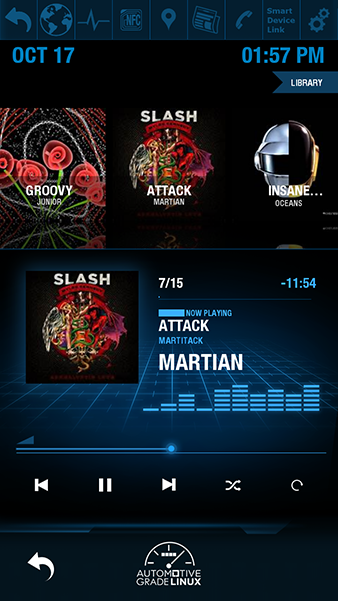 NFC
Smart
Device
Link
OCT 17
01:57 PM
LIBRARY
SLASH
GROOVY
JUNIOR
ATTACK
MARTIAN
INSANE...
OCEANS
SLASH
7/15
-11:54
NOW PLAYING
ATTACK
MARTITACK
MARTIAN
AUTOMOTIVE
GRADE LINUX